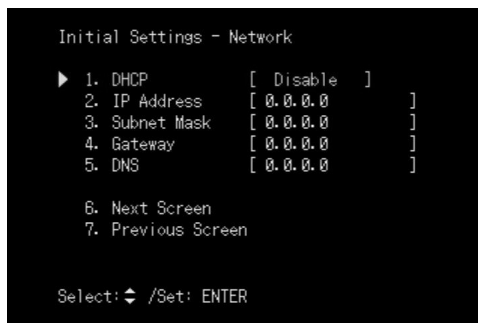 Initial Settings - Network
▶ 1. DHCP [ Disable ]
2. IP Address [ 0.0.0.0 ]
3. Subnet Mask [ 0.0.0.0 ]
4. Gateway [ 0.0.0.0 ]
5. DNS [ 0.0.0.0 ]
6. Next Screen
7. Previous Screen
Select:♦ /Set: ENTER